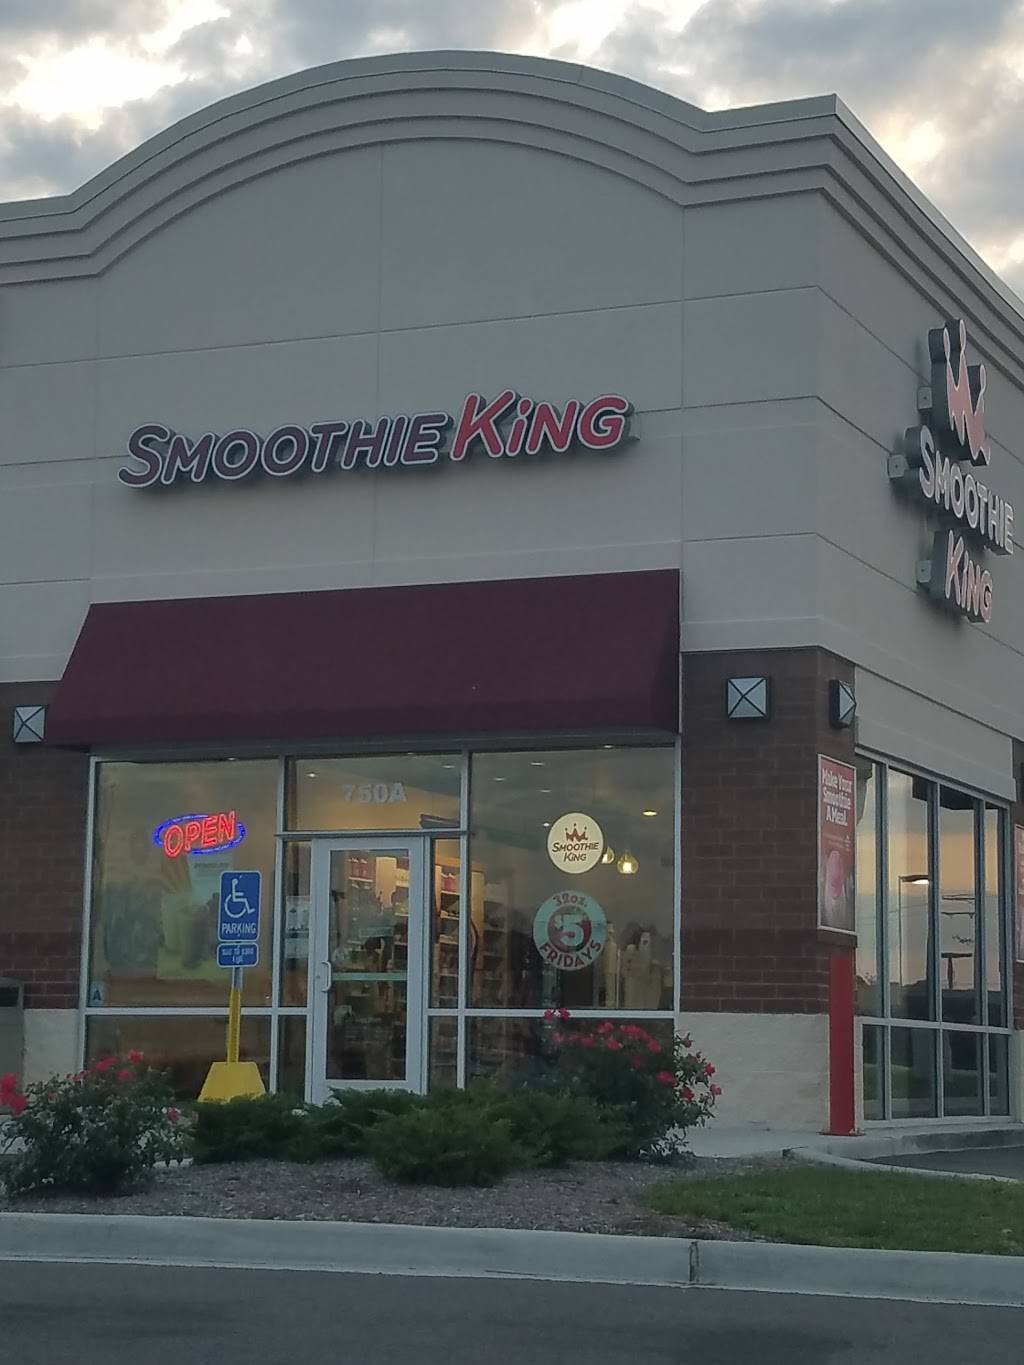 SMOOTHIE KiNG
SMOOTHIE
KiNG
750A
OPEN
SMOOTHIE
KiNG
32oz.
$5
FRIDAYS
PARKING
Make Your
Smoothie
A Meal.
A